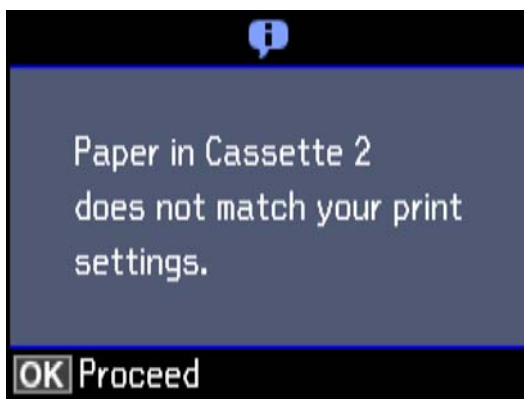 Paper in Cassette 2
does not match your print
settings.
OK Proceed